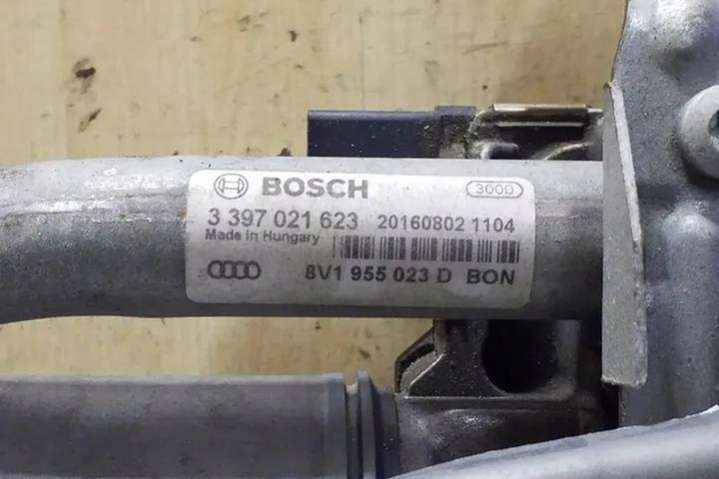 BOSCH 3000
3 397 021 623 20160802 1104
Made in Hungary
8V1 955 023 D BON